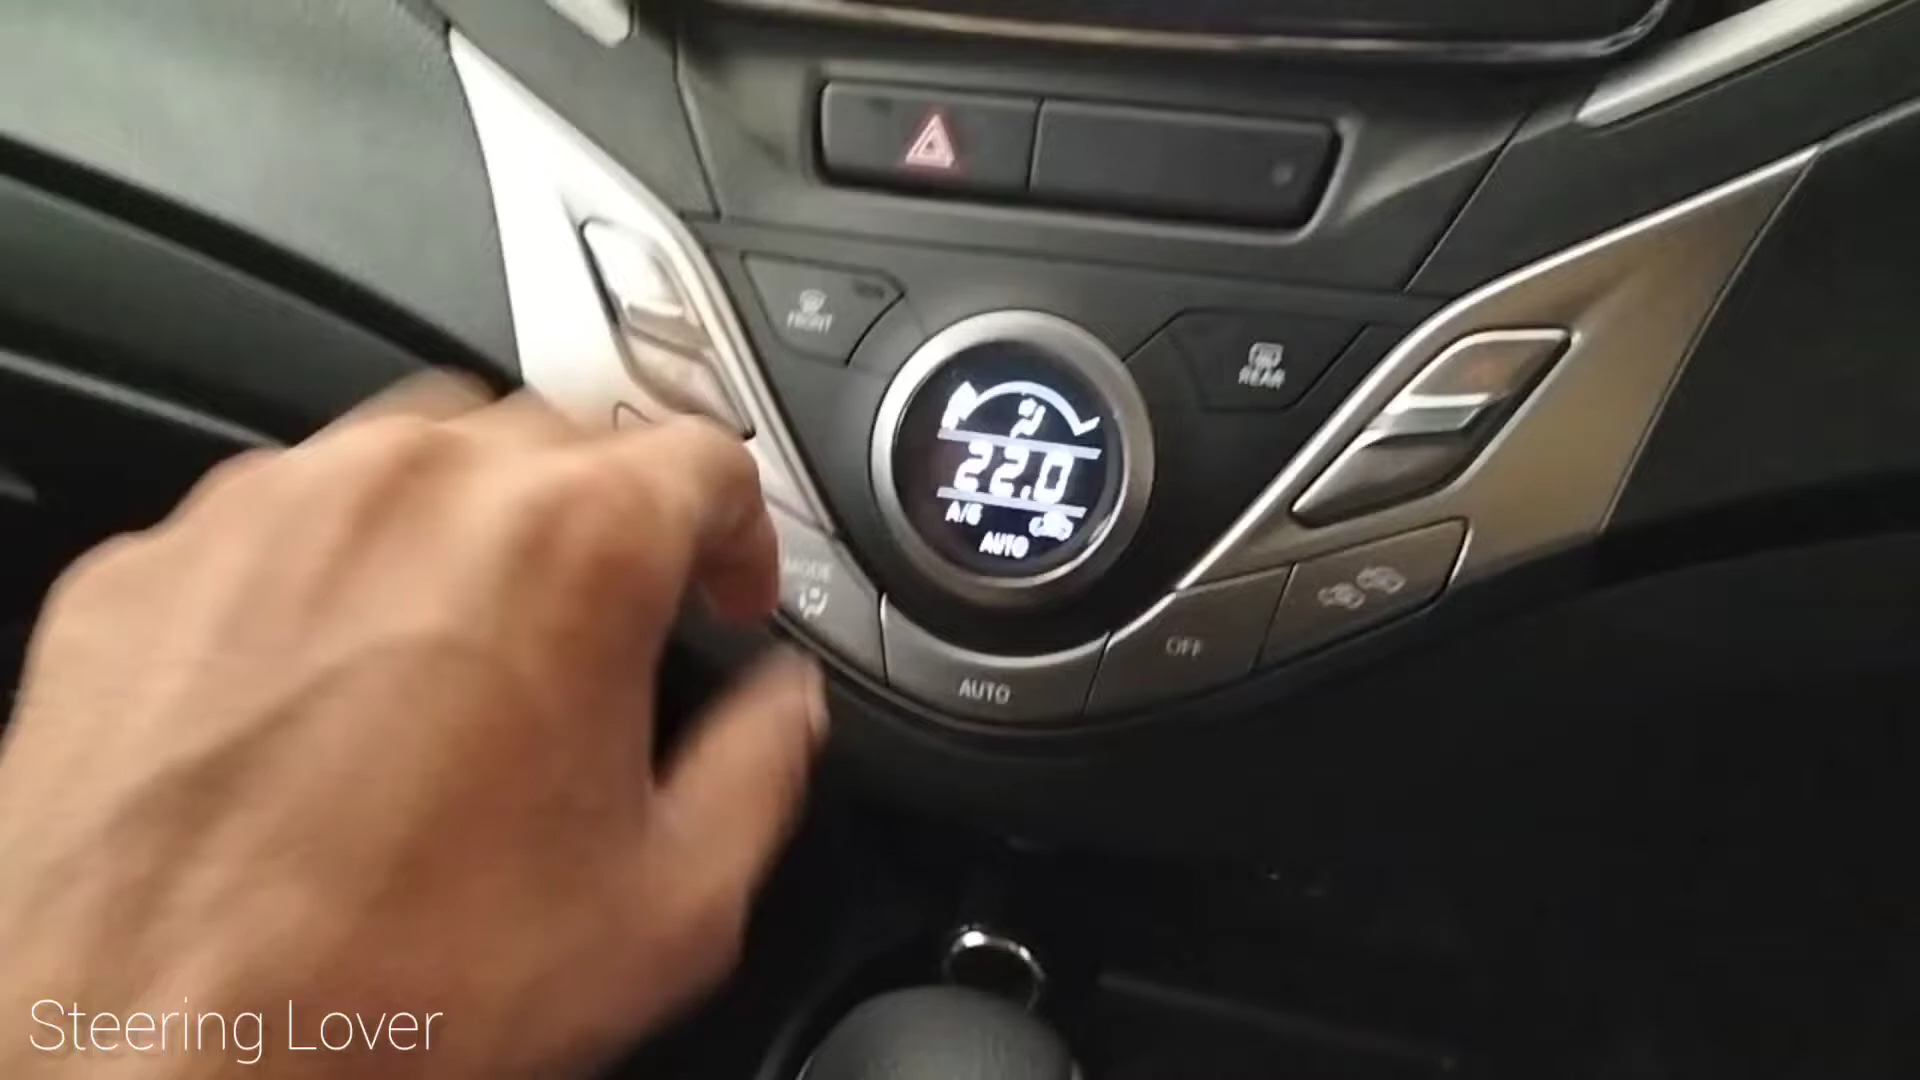 FRONT
REAR
22.0
A/C
AUTO
MODE
OFF
AUTO
Steering Lover